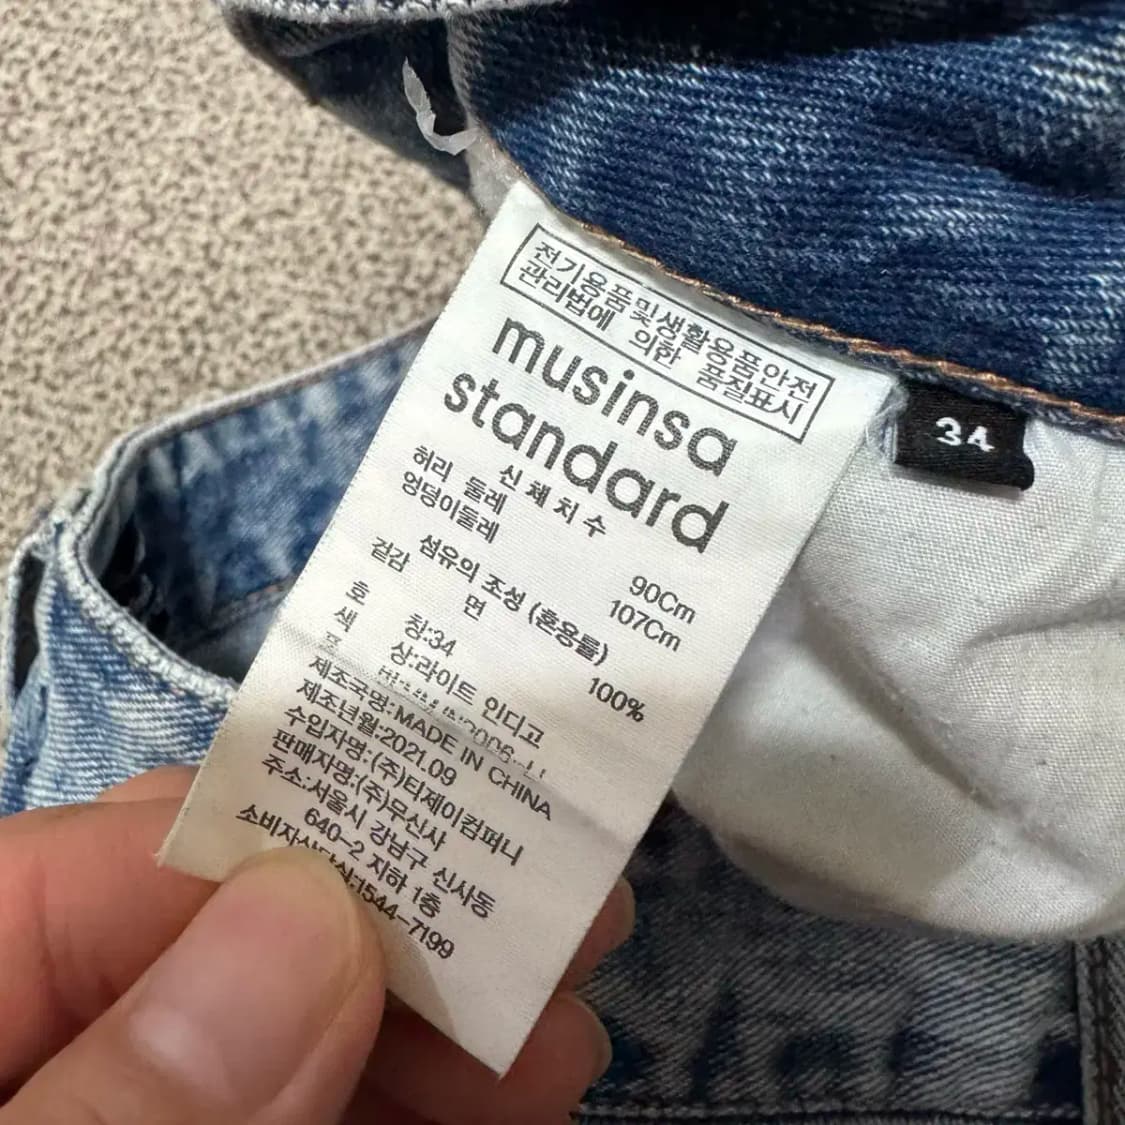 전기용품및생활용품안전
관리법에 의한 품질표시
musinsa
standard
신체치수
허리 둘레 90Cm
엉덩이둘레 107Cm
섬유의 조성 (혼용률)
겉감 면 100%
호 칭:34
색 상:라이트 인디고
제조국명:MADE IN CHINA
제조년월:2021.09
수입자명:(주)티제이컴퍼니
판매자명:(주)무신사
주소:서울시 강남구 신사동
640-2 지하 1층
:1544-7199
34